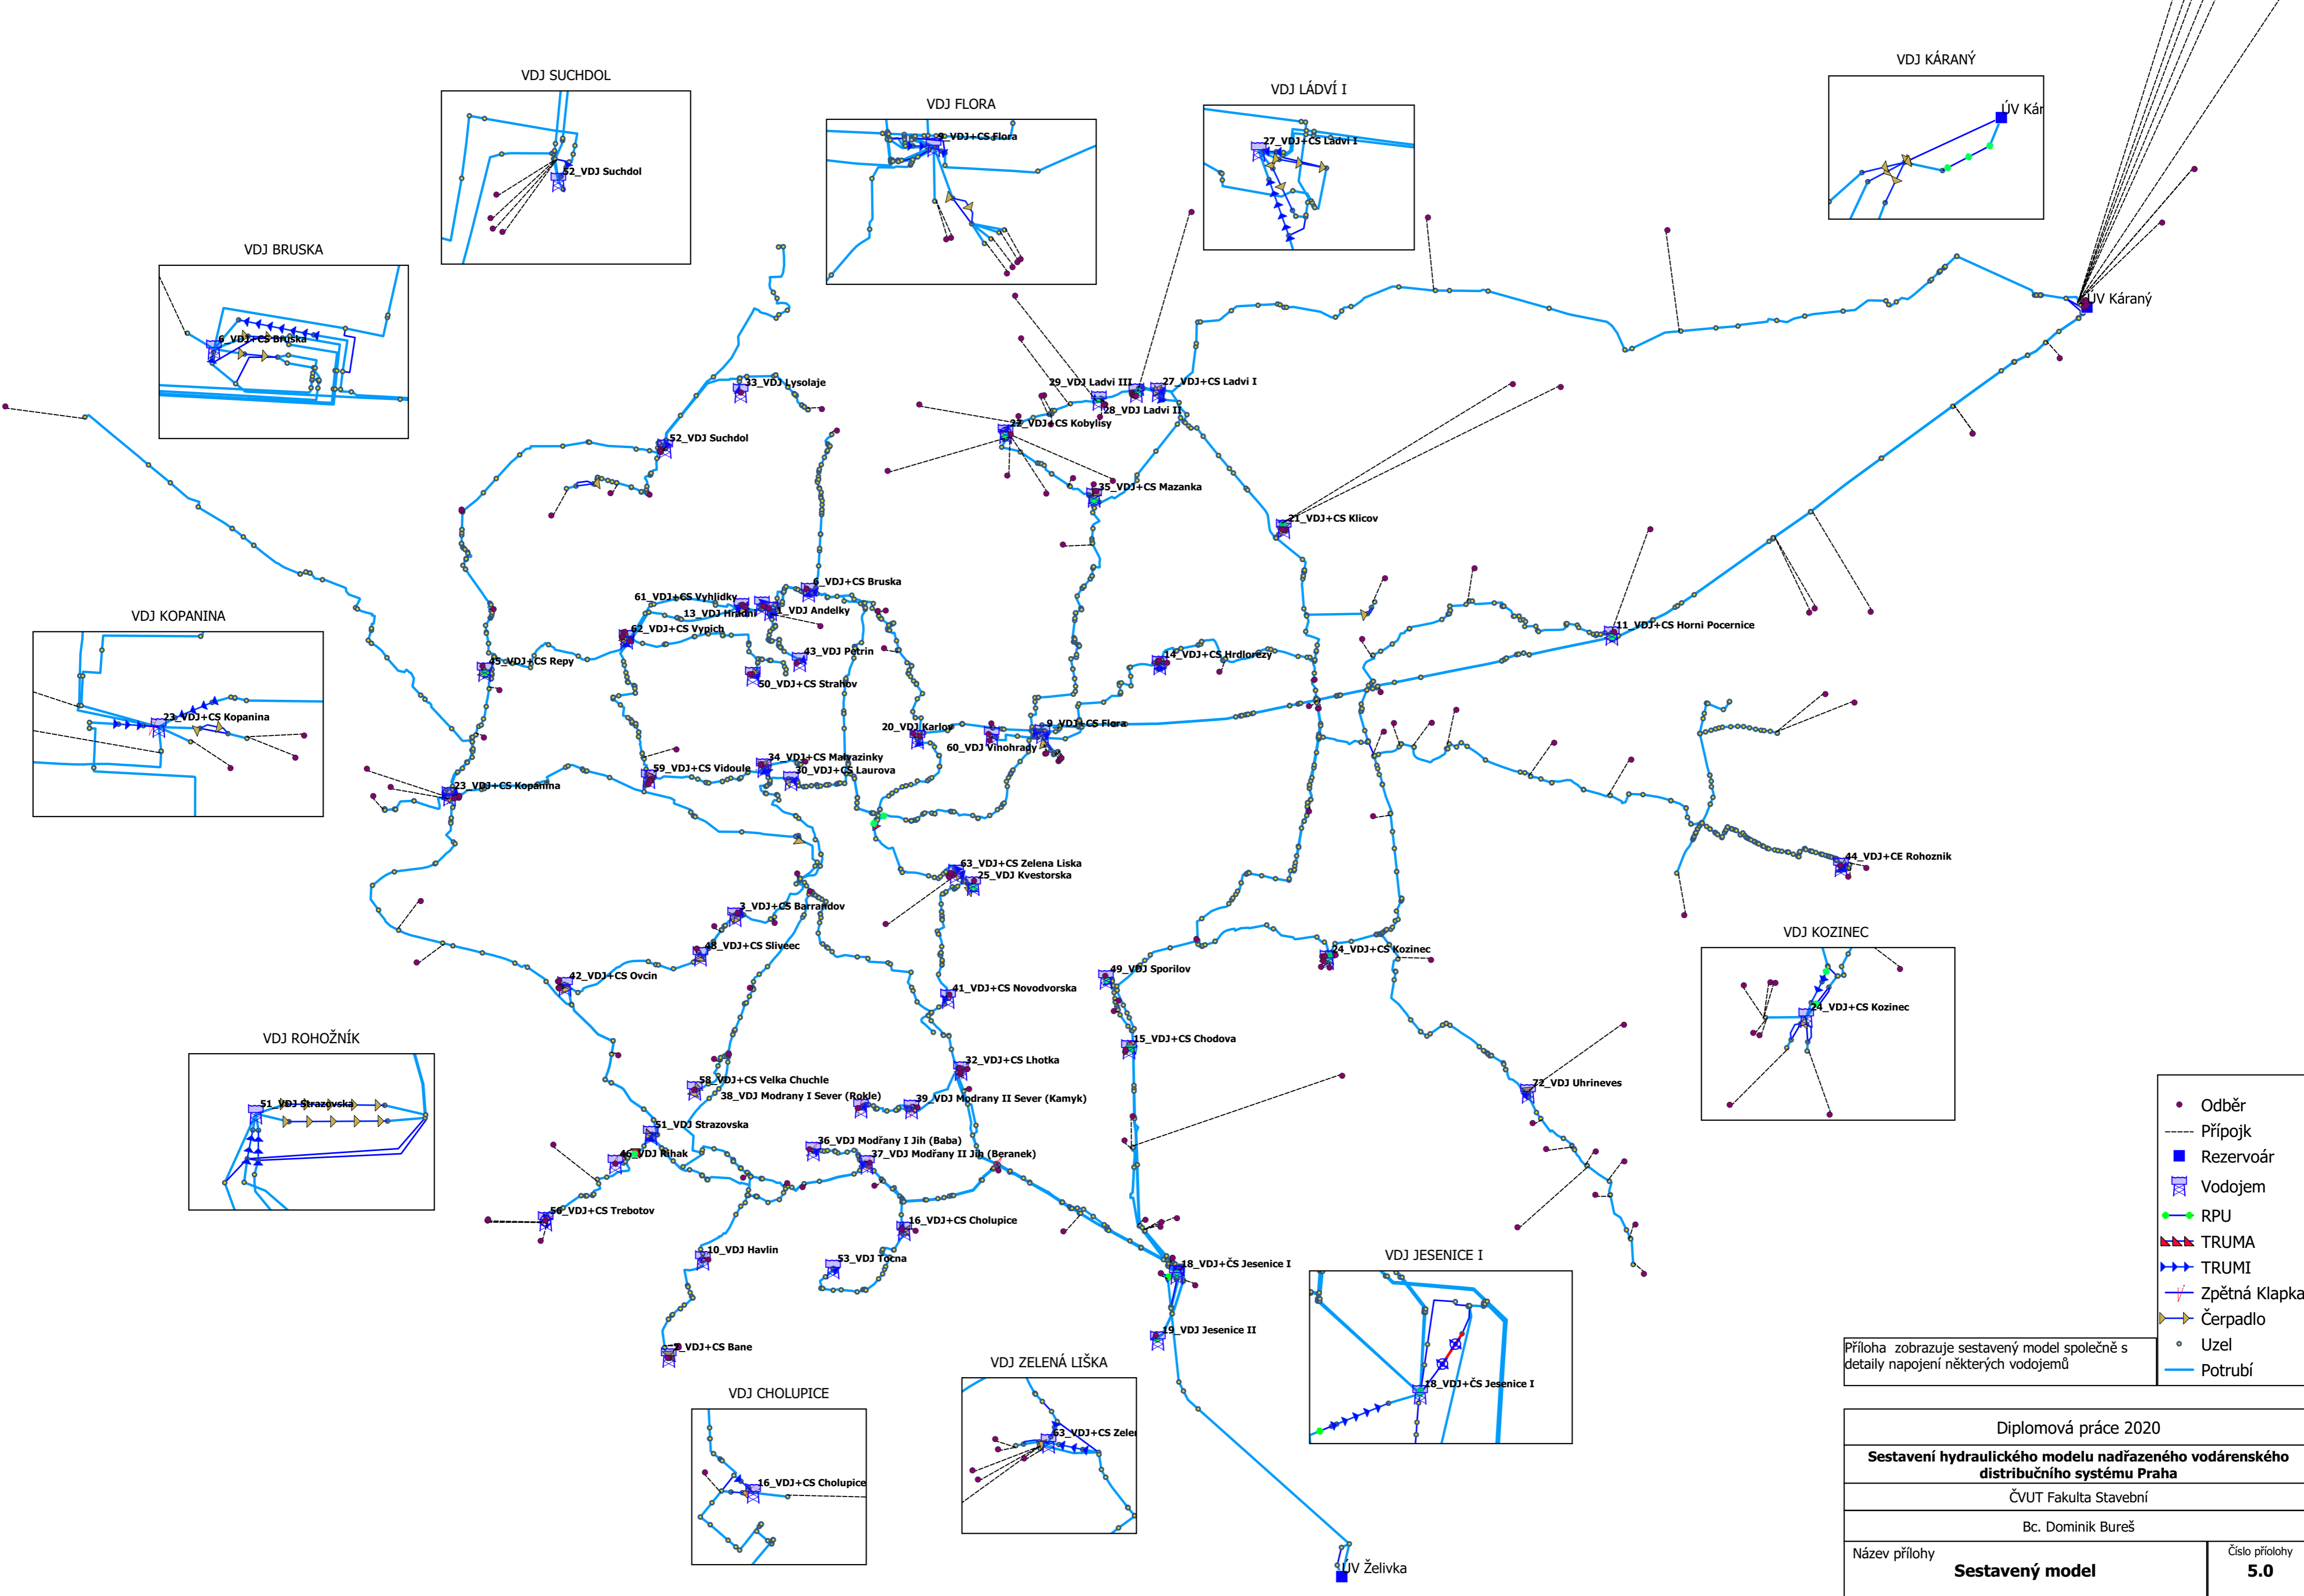 VDJ SUCHDOL
52_VDJ Suchdol
VDJ FLORA
9_VDJ+CS Flora
VDJ LÁDVÍ I
27_VDJ+CS Ladvi I
VDJ KÁRANÝ
ÚV Kár
VDJ BRUSKA
6_VDJ+CS Bruska
ÚV Káraný
33_VDJ Lysolaje
29_VDJ Ladvi III
27_VDJ+CS Ladvi I
28_VDJ Ladvi II
22_VDJ+CS Kobylisy
52_VDJ Suchdol
35_VDJ+CS Mazanka
21_VDJ+CS Klicov
6_VDJ+CS Bruska
61_VDJ+CS Vyhlidky
13_VDJ Hradni
1_VDJ Andelky
62_VDJ+CS Vypich
11_VDJ+CS Horni Pocernice
VDJ KOPANINA
23_VDJ+CS Kopanina
43_VDJ Petrin
45_VDJ+CS Repy
50_VDJ+CS Strahov
14_VDJ+CS Hrdlorezy
20_VDJ Karlov
9_VDJ+CS Flora
60_VDJ Vinohrady
34_VDJ+CS Malvazinky
59_VDJ+CS Vidoule
30_VDJ+CS Laurova
23_VDJ+CS Kopanina
63_VDJ+CS Zelena Liska
25_VDJ Kvestorska
44_VDJ+CE Rohoznik
3_VDJ+CS Barrandov
48_VDJ+CS Sliveec
24_VDJ+CS Kozinec
VDJ KOZINEC
24_VDJ+CS Kozinec
42_VDJ+CS Ovcin
41_VDJ+CS Novodvorska
49_VDJ Sporilov
15_VDJ+CS Chodova
VDJ ROHOŽNÍK
51_VDJ Strazovska
32_VDJ+CS Lhotka
58_VDJ+CS Velka Chuchle
38_VDJ Modrany I Sever (Rokle)
39_VDJ Modrany II Sever (Kamyk)
72_VDJ Uhrineves
51_VDJ Strazovska
46_VDJ Rihak
36_VDJ Modřany I Jih (Baba)
37_VDJ Modřany II Jih (Beranek)
56_VDJ+CS Trebotov
16_VDJ+CS Cholupice
10_VDJ Havlin
53_VDJ Tocna
18_VDJ+ČS Jesenice I
19_VDJ Jesenice II
VDJ JESENICE I
18_VDJ+ČS Jesenice I
2_VDJ+CS Bane
VDJ ZELENÁ LIŠKA
63_VDJ+CS Zeler
VDJ CHOLUPICE
16_VDJ+CS Cholupice
ÚV Želivka
Odběr
Přípojk
Rezervoár
Vodojem
RPU
TRUMA
TRUMI
Zpětná Klapka
Čerpadlo
Uzel
Potrubí
Příloha zobrazuje sestavený model společně s
detaily napojení některých vodojemů
Diplomová práce 2020
Sestavení hydraulického modelu nadřazeného vodárenského
distribučního systému Praha
ČVUT Fakulta Stavební
Bc. Dominik Bureš
Název přílohy
Sestavený model
Číslo příolohy
5.0